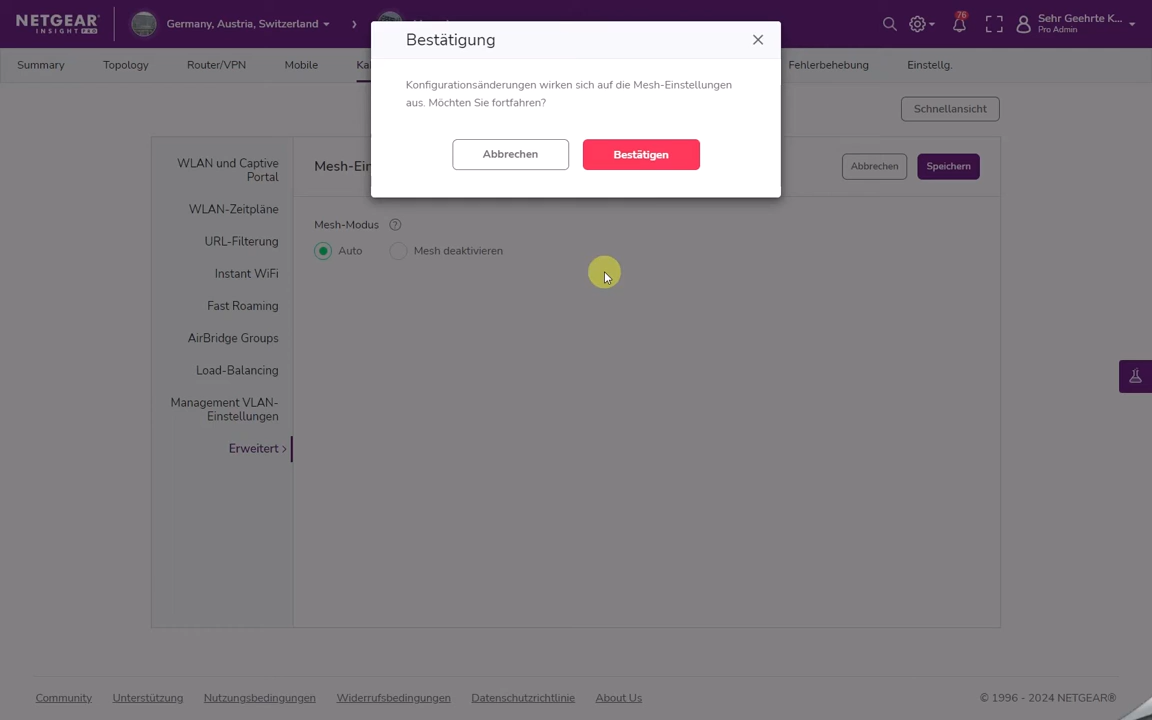 NETGEAR
INSIGHT PRO
Germany, Austria, Switzerland
76
Sehr Geehrte K...
Pro Admin
Summary
Topology
Router/VPN
Mobile
Fehlerbehebung
Einstellg.
Bestätigung
Konfigurationsänderungen wirken sich auf die Mesh-Einstellungen
aus. Möchten Sie fortfahren?
Abbrechen
Bestätigen
Schnellansicht
WLAN und Captive
Portal
WLAN-Zeitpläne
URL-Filterung
Instant WiFi
Fast Roaming
AirBridge Groups
Load-Balancing
Management VLAN-
Einstellungen
Erweitert >
Abbrechen
Speichern
Mesh-Modus ?
Auto
Mesh deaktivieren
Community
Unterstützung
Nutzungsbedingungen
Widerrufsbedingungen
Datenschutzrichtlinie
About Us
© 1996 - 2024 NETGEAR®